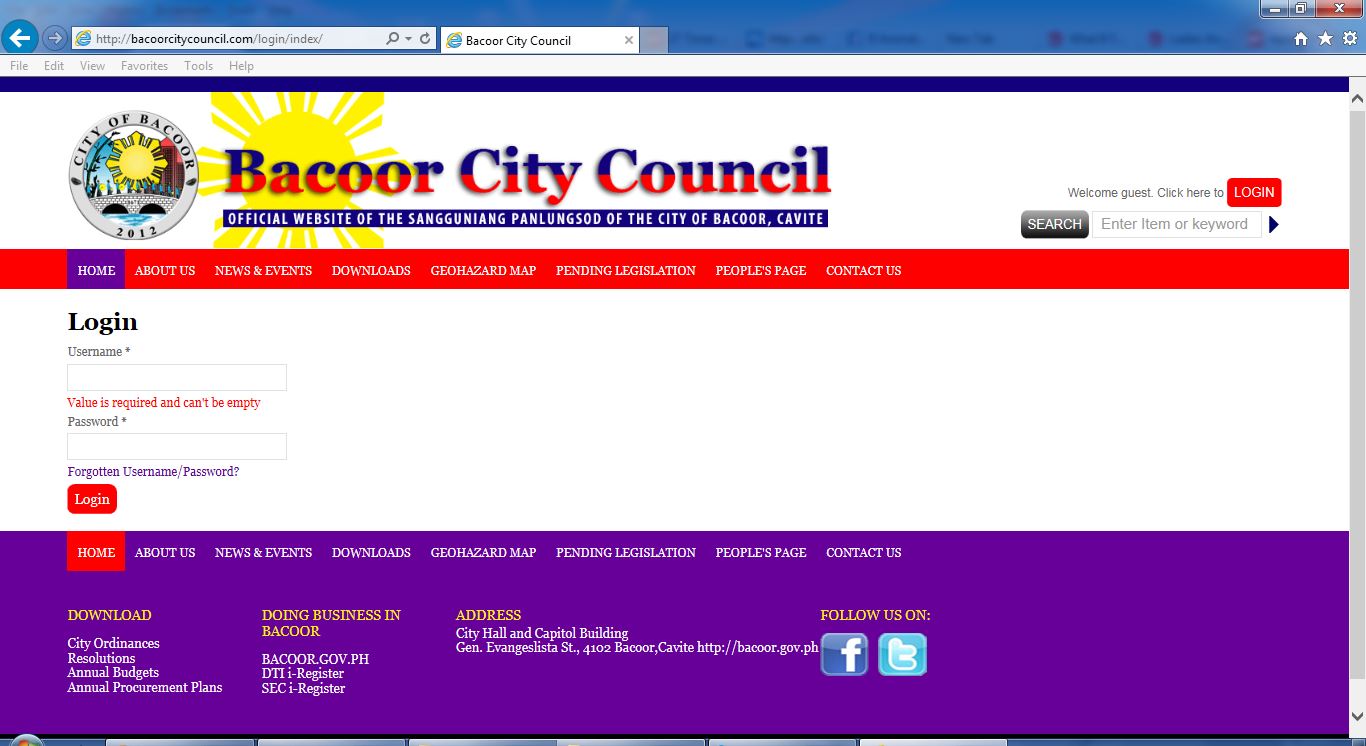 http://bacoorcitycouncil.com/login/index/
Bacoor City Council
File Edit View Favorites Tools Help
CITY OF BACOOR
2012
Bacoor City Council
OFFICIAL WEBSITE OF THE SANGGUNIANG PANLUNGSOD OF THE CITY OF BACOOR, CAVITE
Welcome guest. Click here to LOGIN
SEARCH Enter Item or keyword
HOME ABOUT US NEWS & EVENTS DOWNLOADS GEOHAZARD MAP PENDING LEGISLATION PEOPLE'S PAGE CONTACT US
Login
Username *
Value is required and can't be empty
Password *
Forgotten Username/Password?
Login
HOME ABOUT US NEWS & EVENTS DOWNLOADS GEOHAZARD MAP PENDING LEGISLATION PEOPLE'S PAGE CONTACT US
DOWNLOAD
City Ordinances
Resolutions
Annual Budgets
Annual Procurement Plans
DOING BUSINESS IN
BACOOR
BACOOR.GOV.PH
DTI i-Register
SEC i-Register
ADDRESS
City Hall and Capitol Building
Gen. Evangeslista St., 4102 Bacoor,Cavite http://bacoor.gov.ph
FOLLOW US ON: